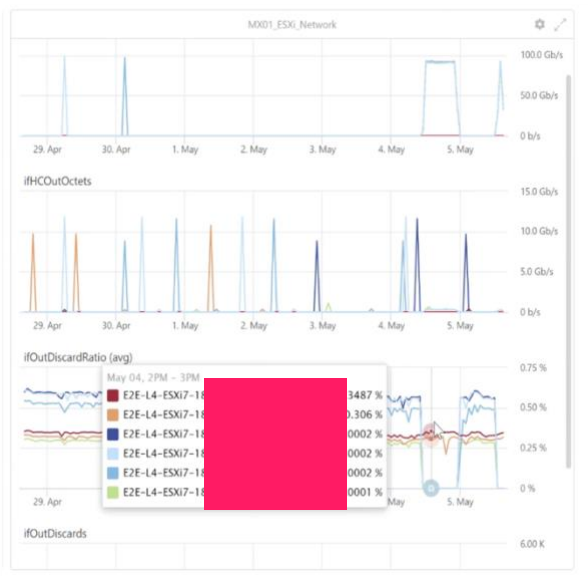 MX01_ESXi_Network
100.0 Gb/s
50.0 Gb/s
0 b/s
29. Apr 30. Apr 1. May 2. May 3. May 4. May 5. May
ifHCOutOctets
15.0 Gb/s
10.0 Gb/s
5.0 Gb/s
0 b/s
29. Apr 30. Apr 1. May 2. May 3. May 4. May 5. May
ifOutDiscardRatio (avg)
0.75 %
May 04, 2PM - 3PM
E2E-L4-ESXi7-18 3487 %
E2E-L4-ESXi7-18 0.306 %
0.50 %
E2E-L4-ESXi7-18 0002 %
E2E-L4-ESXi7-18 0002 %
0.25 %
E2E-L4-ESXi7-18 0002 %
E2E-L4-ESXi7-18 0001 %
0 %
29. Apr May 5. May
ifOutDiscards
6.00 K